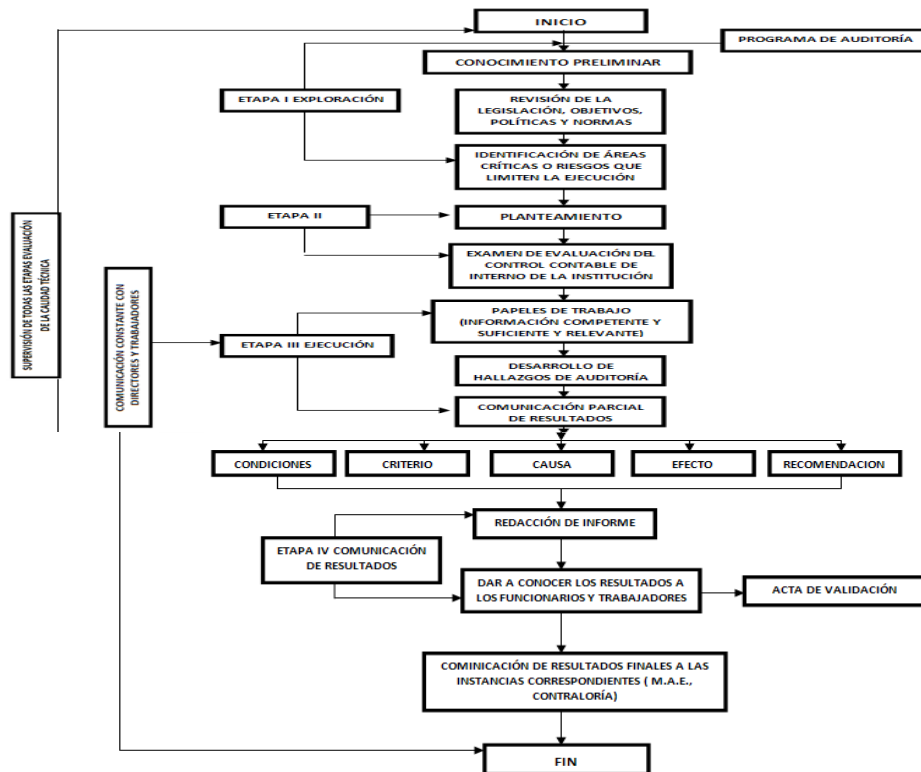 INICIO
PROGRAMA DE AUDITORÍA
CONOCIMIENTO PRELIMINAR
ETAPA I EXPLORACIÓN
REVISIÓN DE LA
LEGISLACIÓN, OBJETIVOS,
POLÍTICAS Y NORMAS
IDENTIFICACIÓN DE ÁREAS
CRÍTICAS O RIESGOS QUE
LIMITEN LA EJECUCIÓN
ETAPA II
PLANTEAMIENTO
EXAMEN DE EVALUACIÓN DEL
CONTROL CONTABLE DE
INTERNO DE LA INSTITUCIÓN
SUPERVISIÓN DE TODAS LAS ETAPAS EVALUACIÓN
DE LA CALIDAD TÉCNICA
COMUNICACIÓN CONSTANTE CON
DIRECTORES Y TRABAJADORES
PAPELES DE TRABAJO
(INFORMACIÓN COMPETENTE Y
SUFICIENTE Y RELEVANTE)
ETAPA III EJECUCIÓN
DESARROLLO DE
HALLAZGOS DE AUDITORÍA
COMUNICACIÓN PARCIAL
DE RESULTADOS
CONDICIONES
CRITERIO
CAUSA
EFECTO
RECOMENDACION
REDACCIÓN DE INFORME
ETAPA IV COMUNICACIÓN
DE RESULTADOS
DAR A CONOCER LOS RESULTADOS A
LOS FUNCIONARIOS Y TRABAJADORES
ACTA DE VALIDACIÓN
COMINICACIÓN DE RESULTADOS FINALES A LAS
INSTANCIAS CORRESPONDIENTES ( M.A.E.,
CONTRALORÍA)
FIN